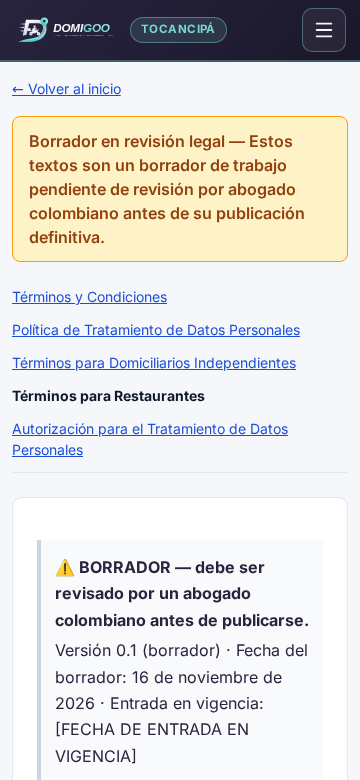 DOMIGOO
TOCANCIPÁ
← Volver al inicio
Borrador en revisión legal — Estos
textos son un borrador de trabajo
pendiente de revisión por abogado
colombiano antes de su publicación
definitiva.
Términos y Condiciones
Política de Tratamiento de Datos Personales
Términos para Domiciliarios Independientes
Términos para Restaurantes
Autorización para el Tratamiento de Datos
Personales
⚠️ BORRADOR — debe ser
revisado por un abogado
colombiano antes de publicarse.
Versión 0.1 (borrador) · Fecha del
borrador: 16 de noviembre de
2026 · Entrada en vigencia:
[FECHA DE ENTRADA EN
VIGENCIA]